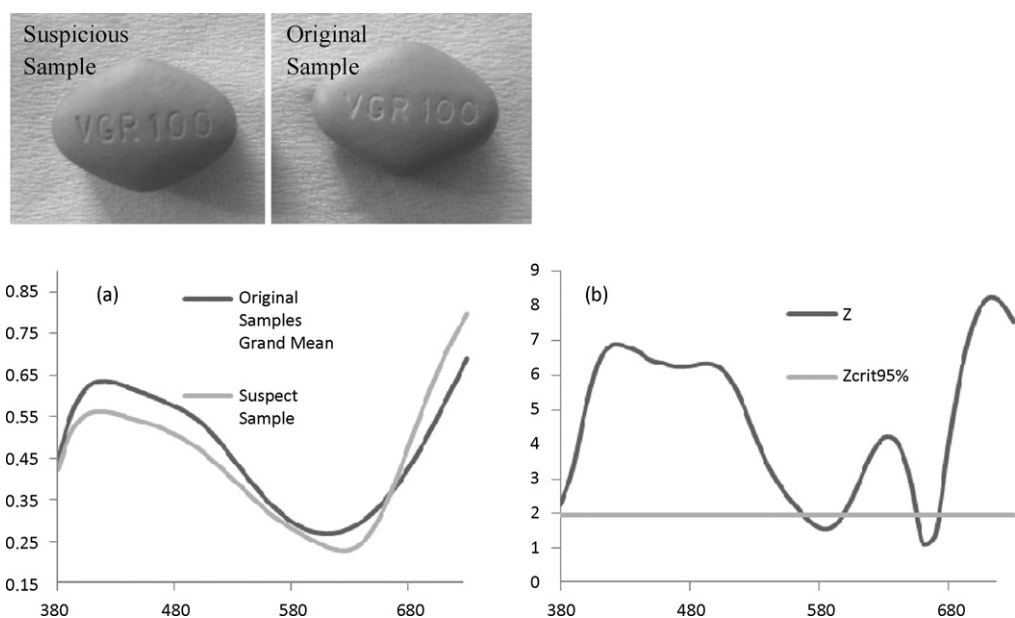 Suspicious
Sample
VGR 100
Original
Sample
VGR 100
(a)
Original
Samples
Grand Mean
Suspect
Sample
0.85
0.75
0.65
0.55
0.45
0.35
0.25
0.15
380 480 580 680
(b)
Z
Zcrit95%
9
8
7
6
5
4
3
2
1
0
380 480 580 680